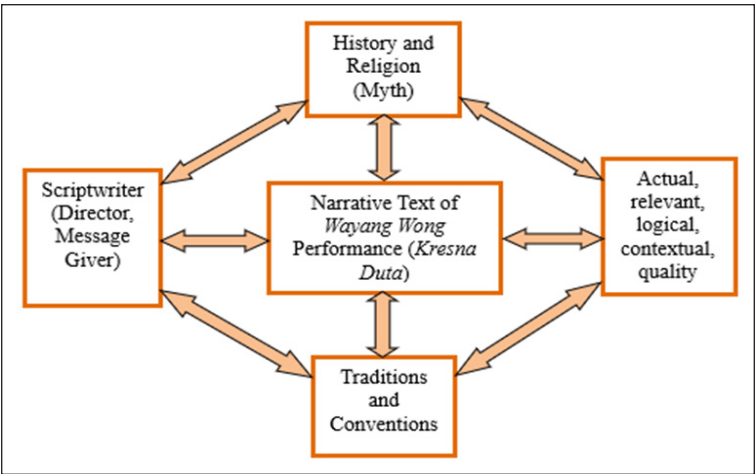 History and
Religion
(Myth)
Scriptwriter
(Director,
Message
Giver)
Narrative Text of
Wayang Wong
Performance (Kresna
Duta)
Actual,
relevant,
logical,
contextual,
quality
Traditions
and
Conventions